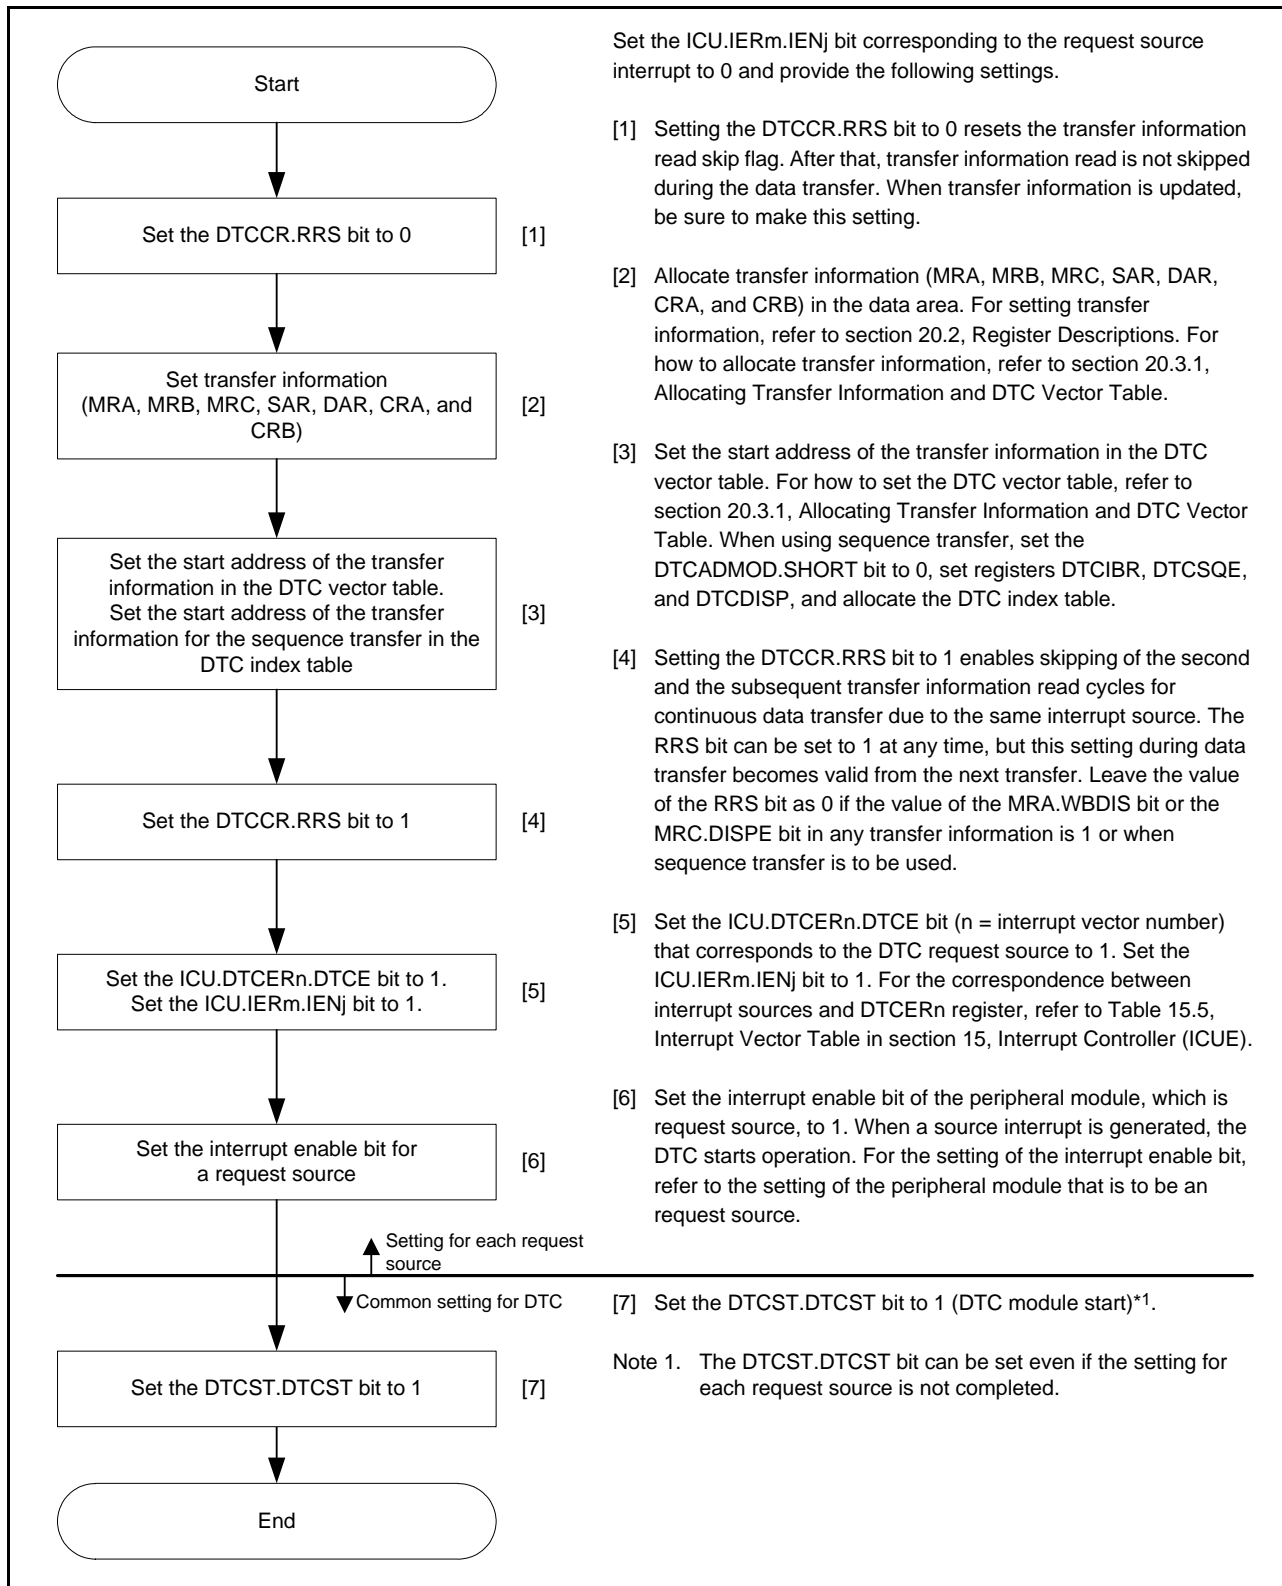 Start
Set the DTCCR.RRS bit to 0
[1]
Set transfer information
(MRA, MRB, MRC, SAR, DAR, CRA, and
CRB)
[2]
Set the start address of the transfer
information in the DTC vector table.
Set the start address of the transfer
information for the sequence transfer in the
DTC index table
[3]
Set the DTCCR.RRS bit to 1
[4]
Set the ICU.DTCERn.DTCE bit to 1.
Set the ICU.IERm.IENj bit to 1.
[5]
Set the interrupt enable bit for
a request source
[6]
Setting for each request
source
Common setting for DTC
Set the DTCST.DTCST bit to 1
[7]
End
Set the ICU.IERm.IENj bit corresponding to the request source
interrupt to 0 and provide the following settings.
[1] Setting the DTCCR.RRS bit to 0 resets the transfer information
read skip flag. After that, transfer information read is not skipped
during the data transfer. When transfer information is updated,
be sure to make this setting.
[2] Allocate transfer information (MRA, MRB, MRC, SAR, DAR,
CRA, and CRB) in the data area. For setting transfer
information, refer to section 20.2, Register Descriptions. For
how to allocate transfer information, refer to section 20.3.1,
Allocating Transfer Information and DTC Vector Table.
[3] Set the start address of the transfer information in the DTC
vector table. For how to set the DTC vector table, refer to
section 20.3.1, Allocating Transfer Information and DTC Vector
Table. When using sequence transfer, set the
DTCADMOD.SHORT bit to 0, set registers DTCIBR, DTCSQE,
and DTCDISP, and allocate the DTC index table.
[4] Setting the DTCCR.RRS bit to 1 enables skipping of the second
and the subsequent transfer information read cycles for
continuous data transfer due to the same interrupt source. The
RRS bit can be set to 1 at any time, but this setting during data
transfer becomes valid from the next transfer. Leave the value
of the RRS bit as 0 if the value of the MRA.WBDIS bit or the
MRC.DISPE bit in any transfer information is 1 or when
sequence transfer is to be used.
[5] Set the ICU.DTCERn.DTCE bit (n = interrupt vector number)
that corresponds to the DTC request source to 1. Set the
ICU.IERm.IENj bit to 1. For the correspondence between
interrupt sources and DTCERn register, refer to Table 15.5,
Interrupt Vector Table in section 15, Interrupt Controller (ICUE).
[6] Set the interrupt enable bit of the peripheral module, which is
request source, to 1. When a source interrupt is generated, the
DTC starts operation. For the setting of the interrupt enable bit,
refer to the setting of the peripheral module that is to be an
request source.
[7] Set the DTCST.DTCST bit to 1 (DTC module start)*1.
Note 1. The DTCST.DTCST bit can be set even if the setting for
each request source is not completed.